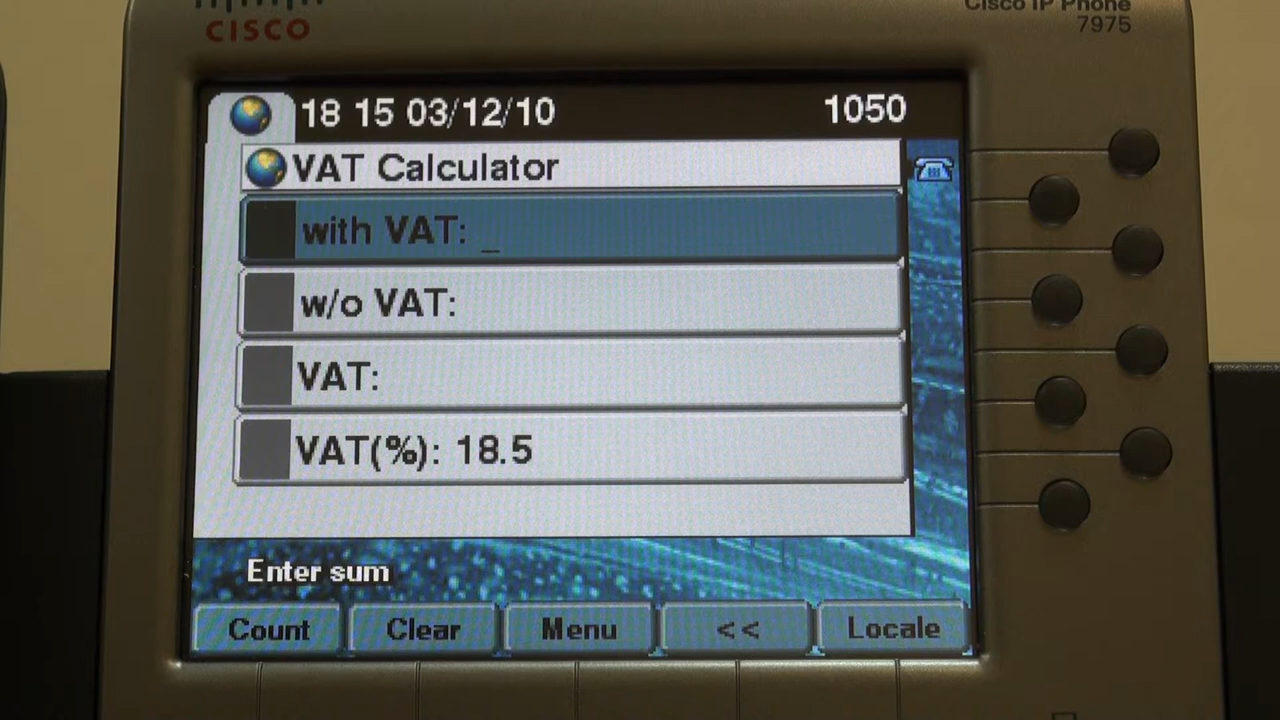 CISCO
Cisco IP Phone
7975
18 15 03/12/10
1050
VAT Calculator
with VAT: _
w/o VAT:
VAT:
VAT(%): 18.5
Enter sum
Count
Clear
Menu
<<
Locale